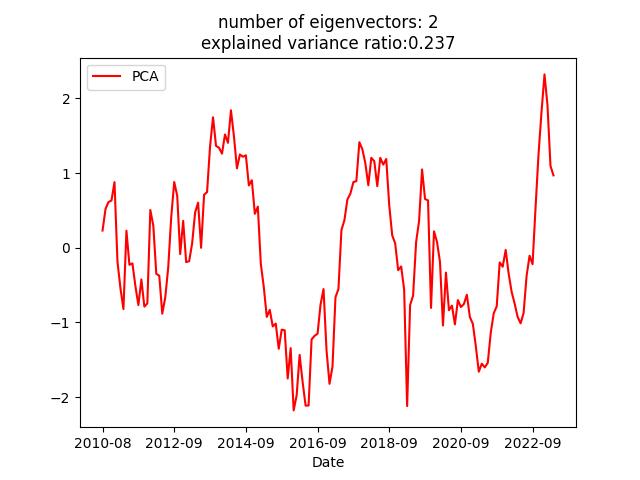 number of eigenvectors: 2
explained variance ratio:0.237
PCA
2
1
0
−1
−2
2010-08 2012-09 2014-09 2016-09 2018-09 2020-09 2022-09
Date